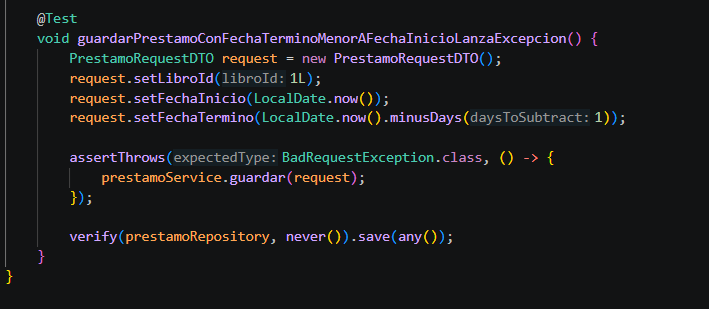 @Test
void guardarPrestamoConFechaTerminoMenorAFechaInicioLanzaExcepcion() {
PrestamoRequestDTO request = new PrestamoRequestDTO();
request.setLibroId(libroId: 1L);
request.setFechaInicio(LocalDate.now());
request.setFechaTermino(LocalDate.now().minusDays(daysToSubtract: 1));
assertThrows(expectedType: BadRequestException.class, () -> {
prestamoService.guardar(request);
});
verify(prestamoRepository, never()).save(any());
}
}